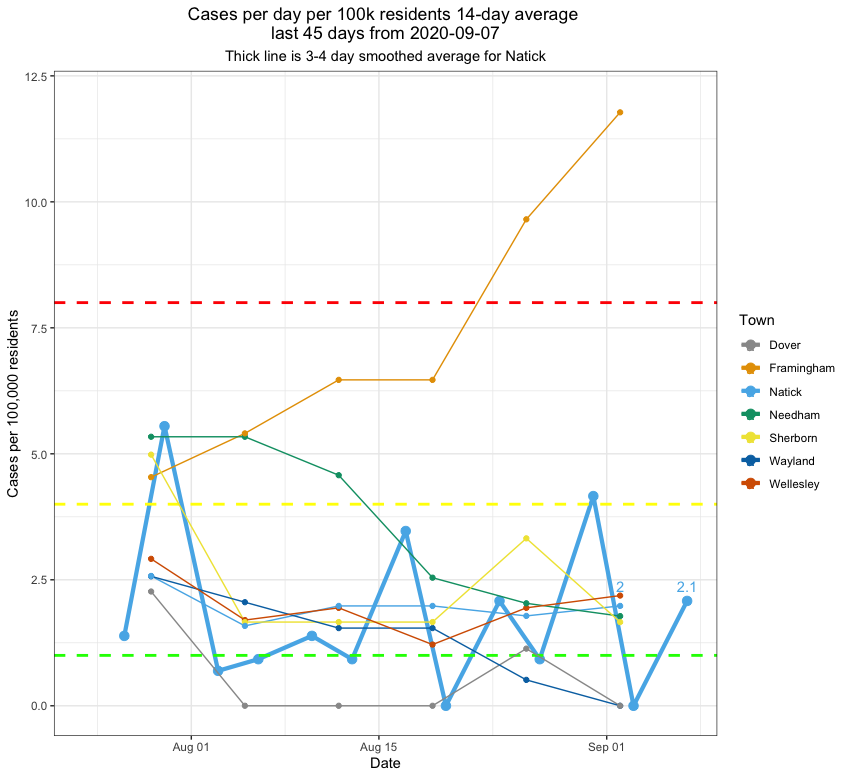 Cases per day per 100k residents 14-day average
last 45 days from 2020-09-07
Thick line is 3-4 day smoothed average for Natick
Cases per 100,000 residents
12.5
10.0
7.5
5.0
2.5
0.0
2
2.1
Aug 01
Aug 15
Sep 01
Date
Town
Dover
Framingham
Natick
Needham
Sherborn
Wayland
Wellesley